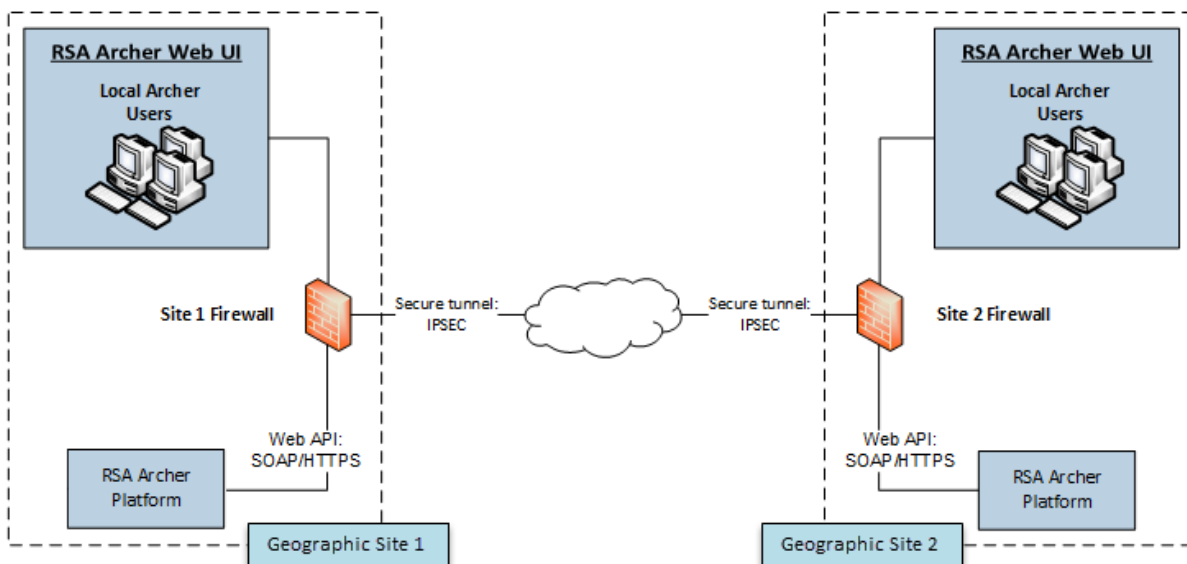 RSA Archer Web UI
Local Archer
Users
Site 1 Firewall
Secure tunnel:
IPSEC
Web API:
SOAP/HTTPS
RSA Archer
Platform
Geographic Site 1
RSA Archer Web UI
Local Archer
Users
Secure tunnel:
IPSEC
Site 2 Firewall
Web API:
SOAP/HTTPS
RSA Archer
Platform
Geographic Site 2